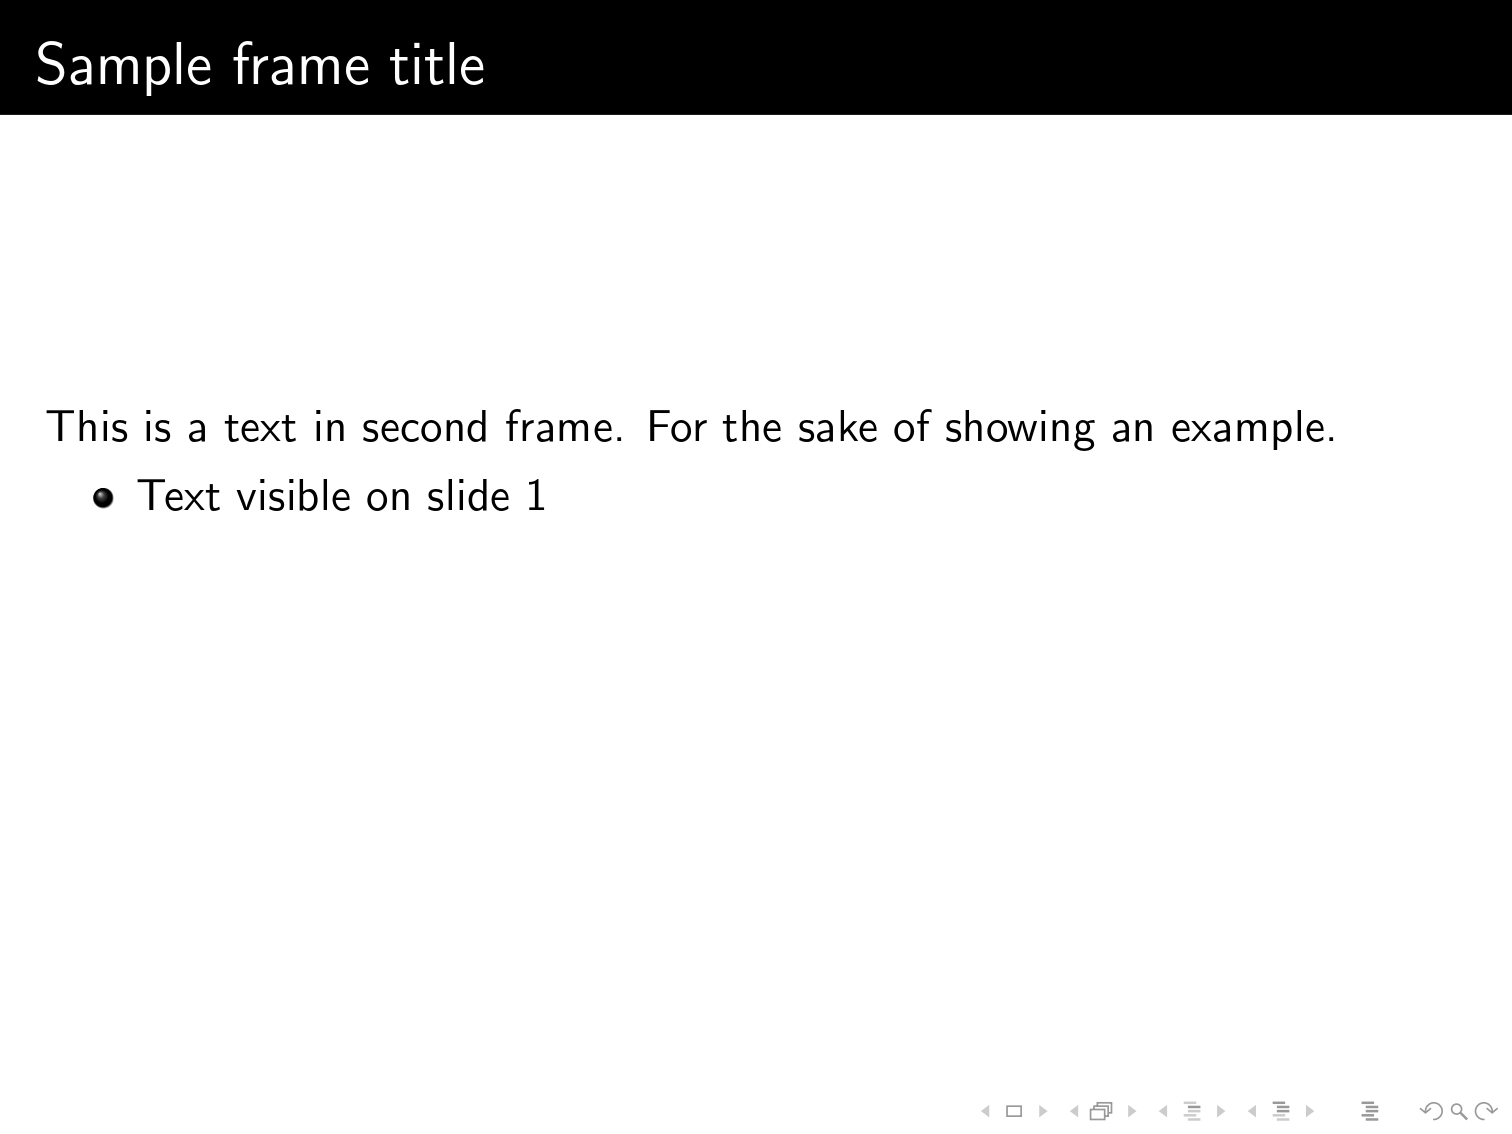 Sample frame title
This is a text in second frame. For the sake of showing an example.
Text visible on slide 1